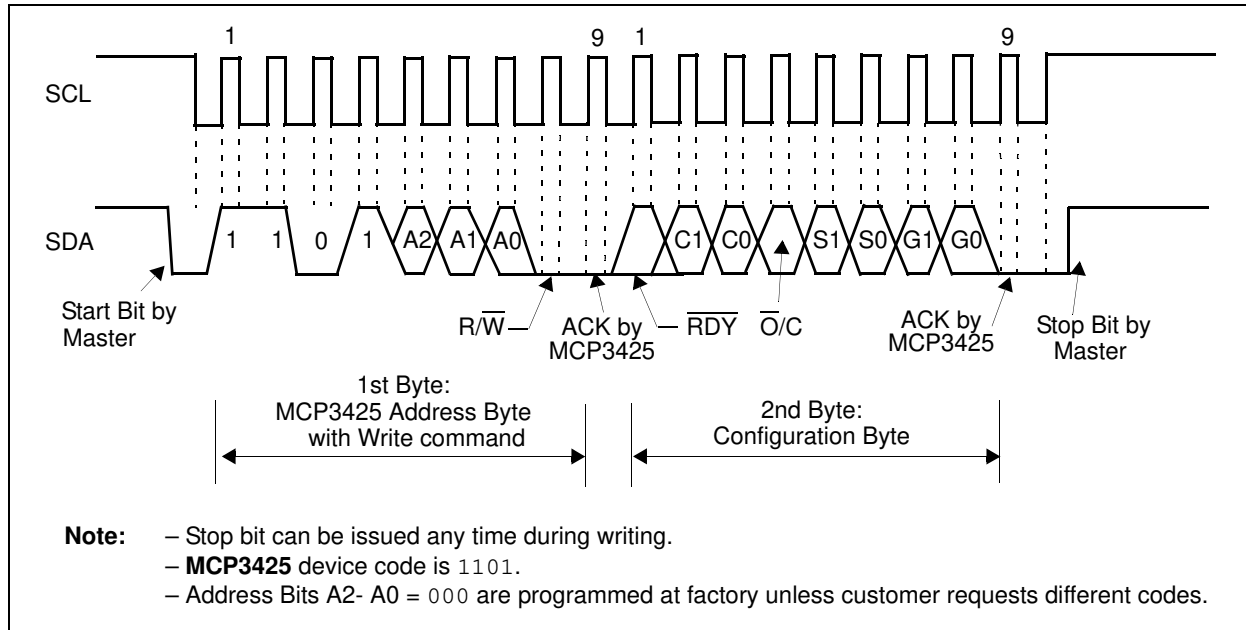 1 9 1 9
SCL
SDA
1 1 0 1 A2 A1 A0 C1 C0 S1 S0 G1 G0
Start Bit by
Master
R/W̅
ACK by
MCP3425
R̅D̅Y̅
O̅/C
ACK by
MCP3425
Stop Bit by
Master
1st Byte:
MCP3425 Address Byte
with Write command
2nd Byte:
Configuration Byte
Note: – Stop bit can be issued any time during writing.
– MCP3425 device code is 1101.
– Address Bits A2- A0 = 000 are programmed at factory unless customer requests different codes.